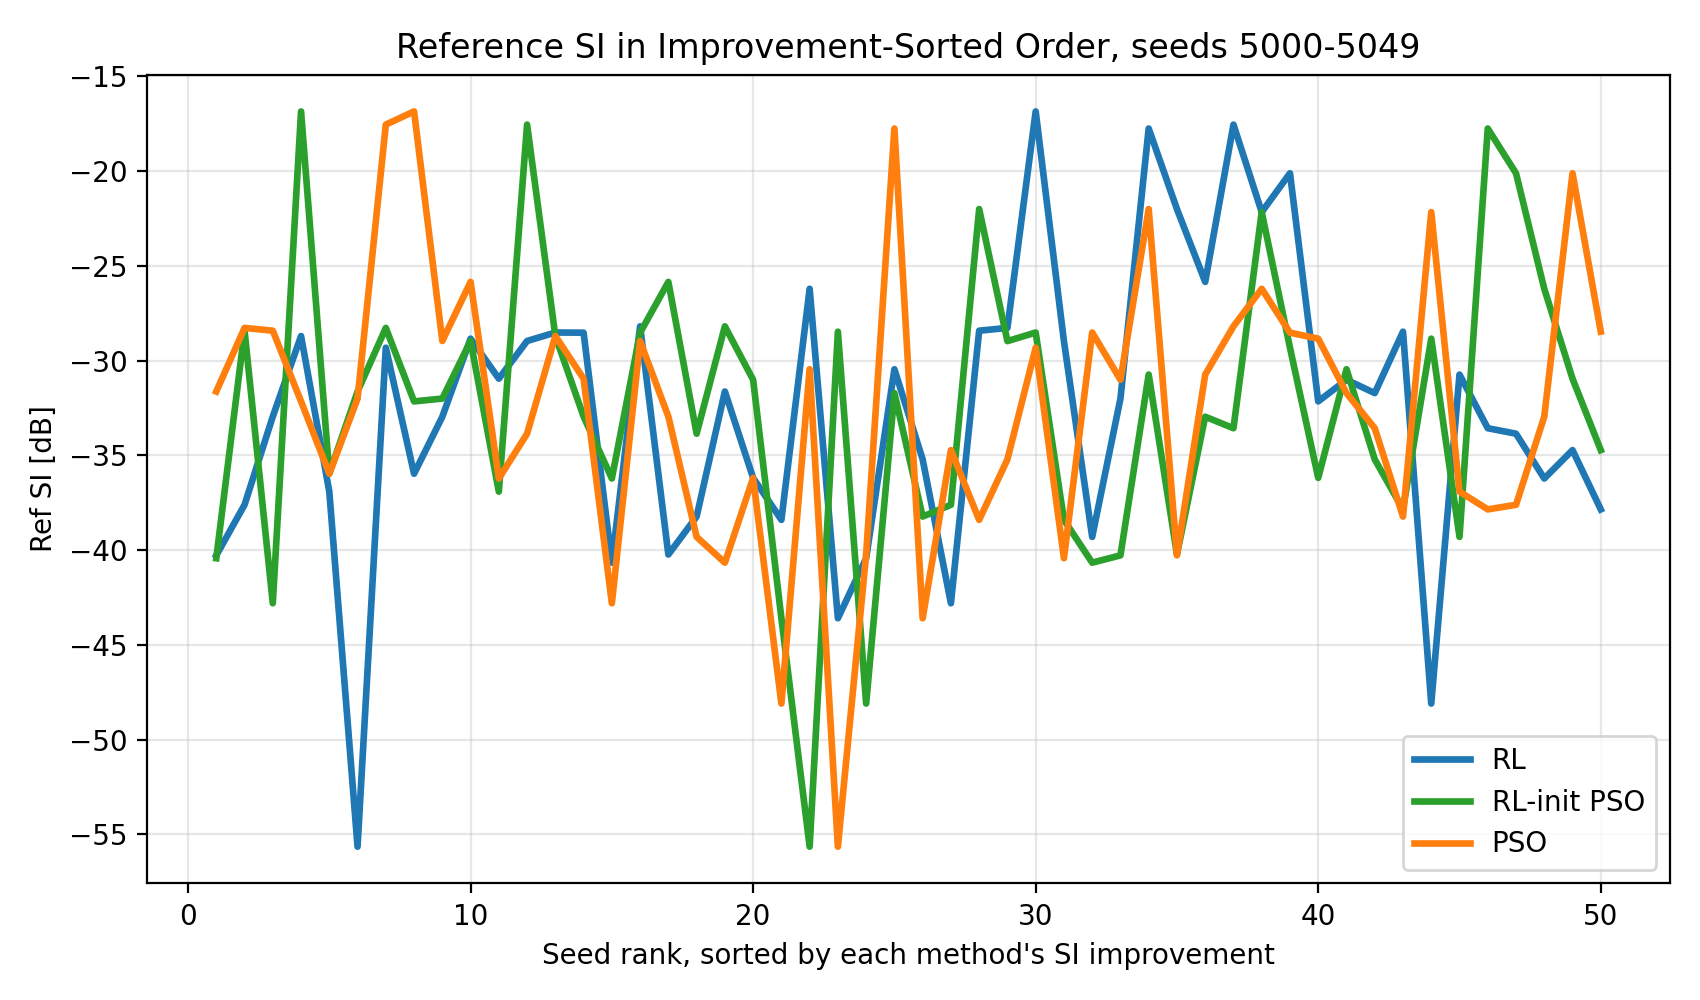 Reference SI in Improvement-Sorted Order, seeds 5000-5049
Ref SI [dB]
−15
−20
−25
−30
−35
−40
−45
−50
−55
0 10 20 30 40 50
Seed rank, sorted by each method's SI improvement
RL
RL-init PSO
PSO